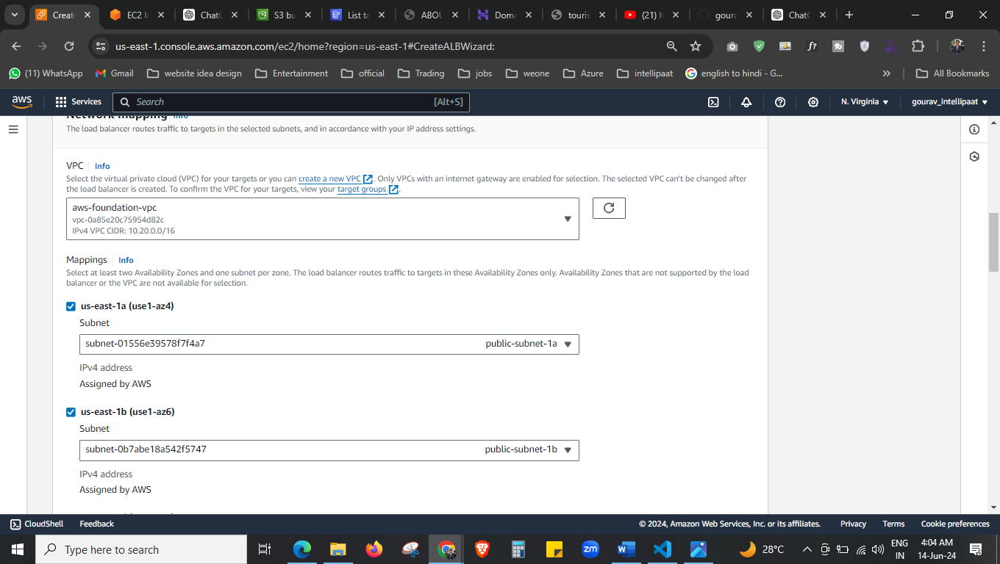 Create
EC2 In
ChatG
S3 bu
List ta
ABOU
Doma
touris
(21) h
goura
ChatG
us-east-1.console.aws.amazon.com/ec2/home?region=us-east-1#CreateALBWizard:
f?
tb
(11) WhatsApp
Gmail
website idea design
Entertainment
official
Trading
jobs
weone
Azure
intellipaat
english to hindi - G...
All Bookmarks
aws
Services
Search
[Alt+S]
N. Virginia
gourav_intellipaat
Network mapping Info
The load balancer routes traffic to targets in the selected subnets, and in accordance with your IP address settings.
VPC Info
Select the virtual private cloud (VPC) for your targets or you can create a new VPC. Only VPCs with an internet gateway are enabled for selection. The selected VPC can't be changed after
the load balancer is created. To confirm the VPC for your targets, view your target groups.
aws-foundation-vpc
vpc-0a85e20c75954d82c
IPv4 VPC CIDR: 10.20.0.0/16
Mappings Info
Select at least two Availability Zones and one subnet per zone. The load balancer routes traffic to targets in these Availability Zones only. Availability Zones that are not supported by the load
balancer or the VPC are not available for selection.
us-east-1a (use1-az4)
Subnet
subnet-01556e39578f7f4a7 public-subnet-1a
IPv4 address
Assigned by AWS
us-east-1b (use1-az6)
Subnet
subnet-0b7abe18a542f5747 public-subnet-1b
IPv4 address
Assigned by AWS
CloudShell
Feedback
© 2024, Amazon Web Services, Inc. or its affiliates.
Privacy
Terms
Cookie preferences
Type here to search
zm
28°C
ENG
IN
4:04 AM
14-Jun-24